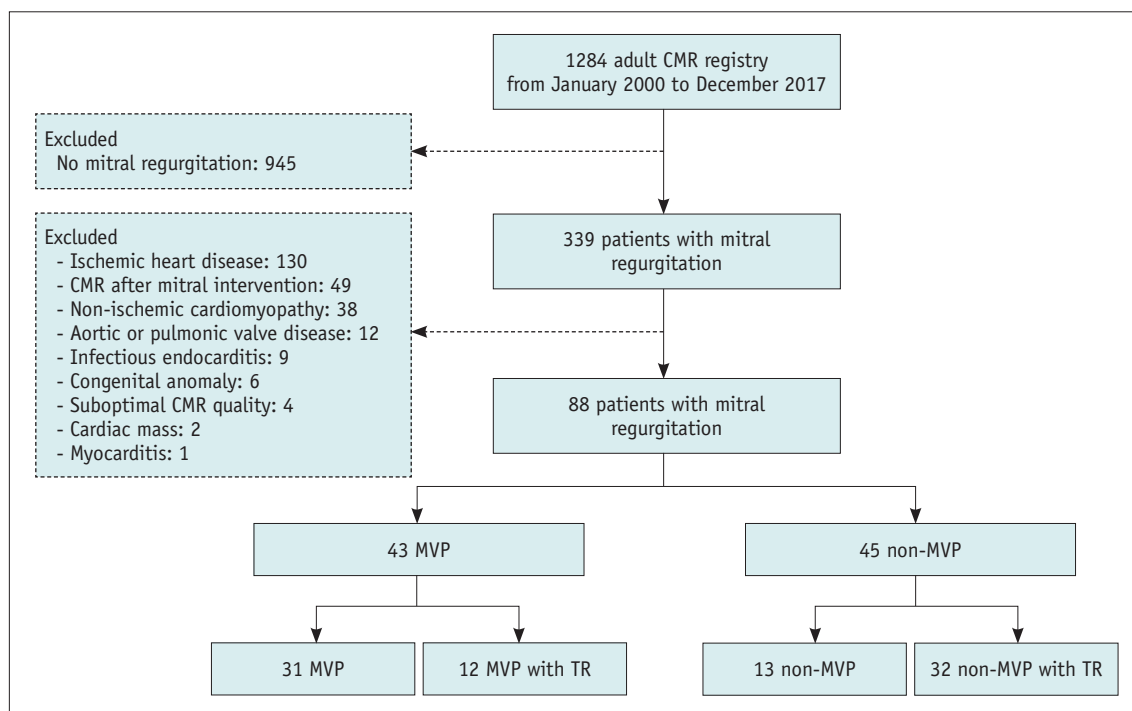 1284 adult CMR registry
from January 2000 to December 2017
Excluded
No mitral regurgitation: 945
339 patients with mitral
regurgitation
Excluded
- Ischemic heart disease: 130
- CMR after mitral intervention: 49
- Non-ischemic cardiomyopathy: 38
- Aortic or pulmonic valve disease: 12
- Infectious endocarditis: 9
- Congenital anomaly: 6
- Suboptimal CMR quality: 4
- Cardiac mass: 2
- Myocarditis: 1
88 patients with mitral
regurgitation
43 MVP
45 non-MVP
31 MVP
12 MVP with TR
13 non-MVP
32 non-MVP with TR